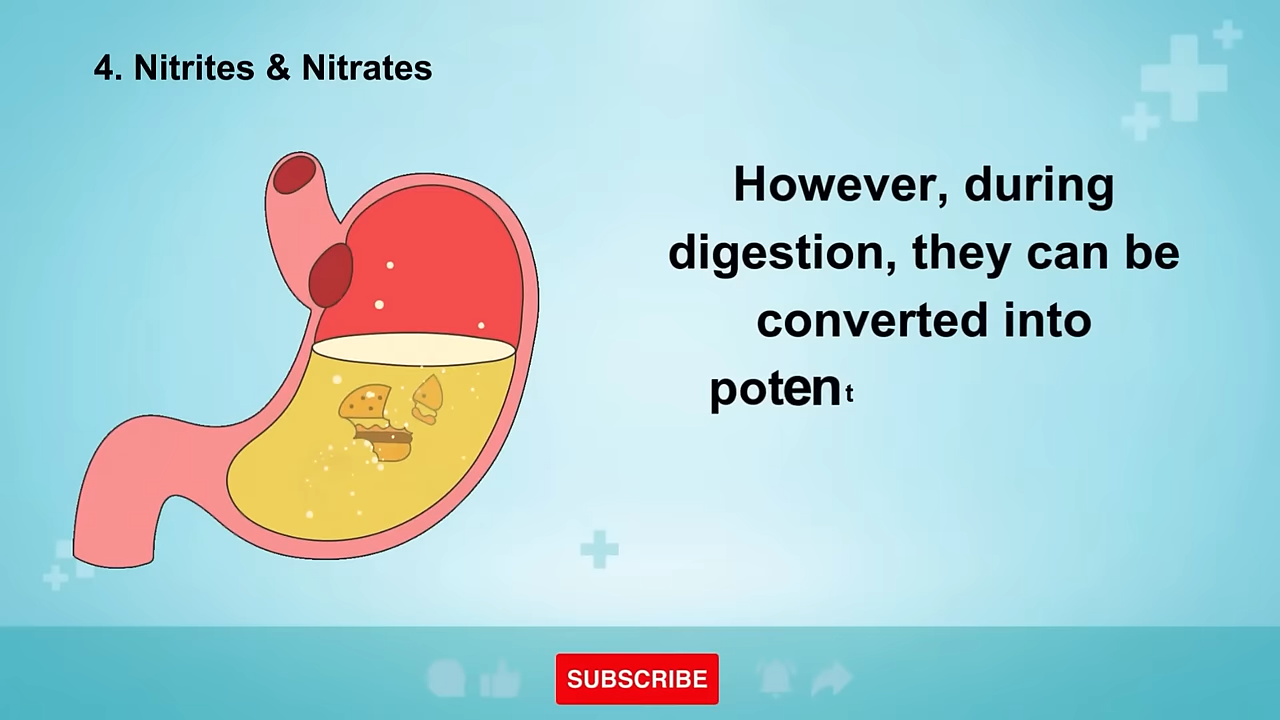 4. Nitrites & Nitrates
However, during
digestion, they can be
converted into
potent
SUBSCRIBE